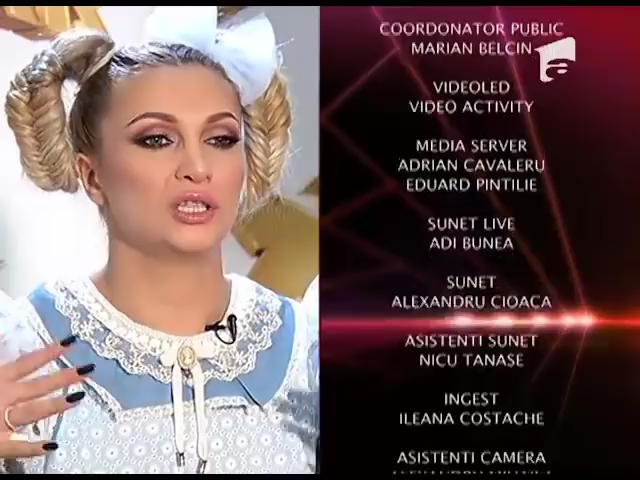 COORDONATOR PUBLIC
MARIAN BELCIN
VIDEOLED
VIDEO ACTIVITY
MEDIA SERVER
ADRIAN CAVALERU
EDUARD PINTILIE
SUNET LIVE
ADI BUNEA
SUNET
ALEXANDRU CIOACA
ASISTENTI SUNET
NICU TANASE
INGEST
ILEANA COSTACHE
ASISTENTI CAMERA